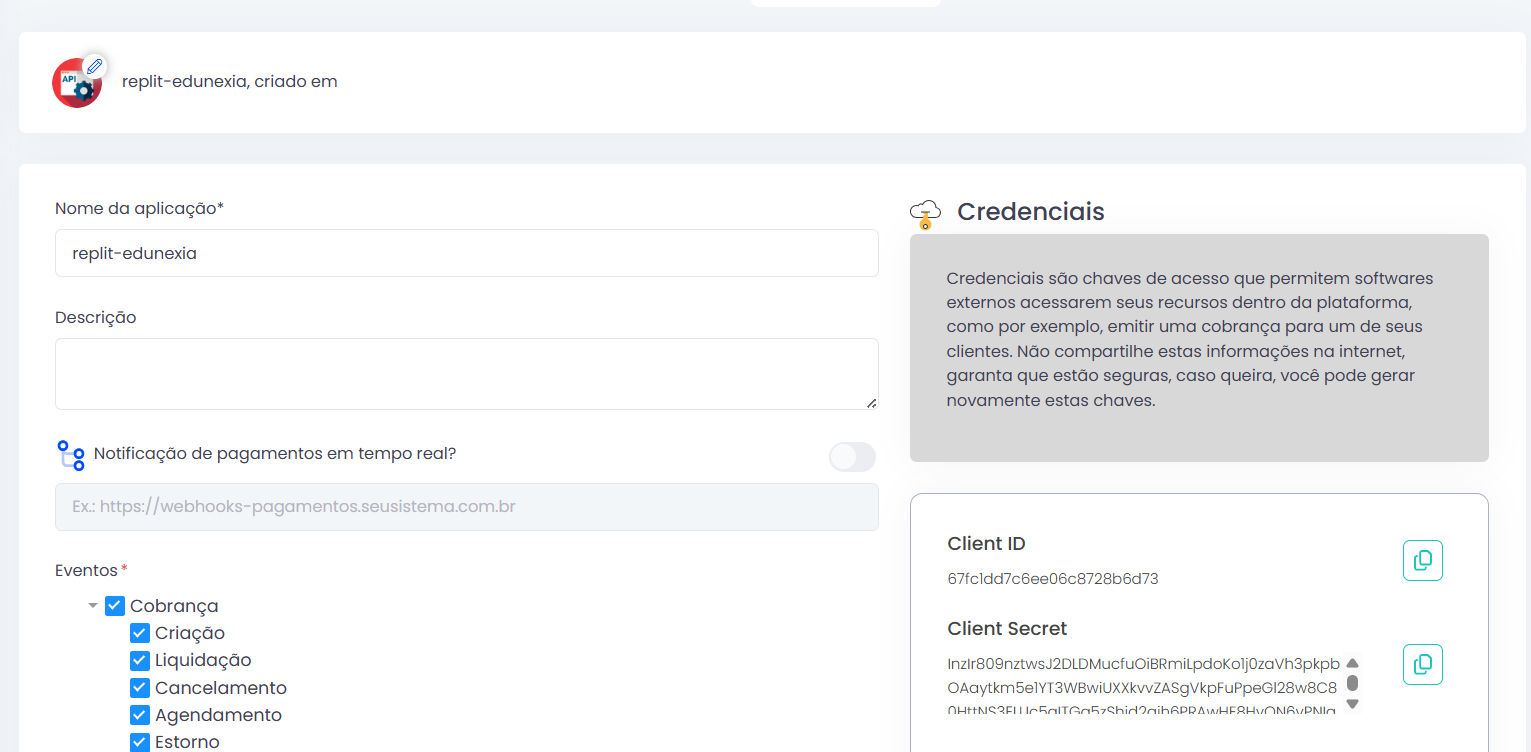 API
replit-edunexia, criado em
Nome da aplicação*
replit-edunexia
Descrição
Notificação de pagamentos em tempo real?
Ex.: https://webhooks-pagamentos.seusistema.com.br
Eventos*
Cobrança
Criação
Liquidação
Cancelamento
Agendamento
Estorno
Credenciais
Credenciais são chaves de acesso que permitem softwares
externos acessarem seus recursos dentro da plataforma,
como por exemplo, emitir uma cobrança para um de seus
clientes. Não compartilhe estas informações na internet,
garanta que estão seguras, caso queira, você pode gerar
novamente estas chaves.
Client ID
67fc1dd7c6ee06c8728b6d73
Client Secret